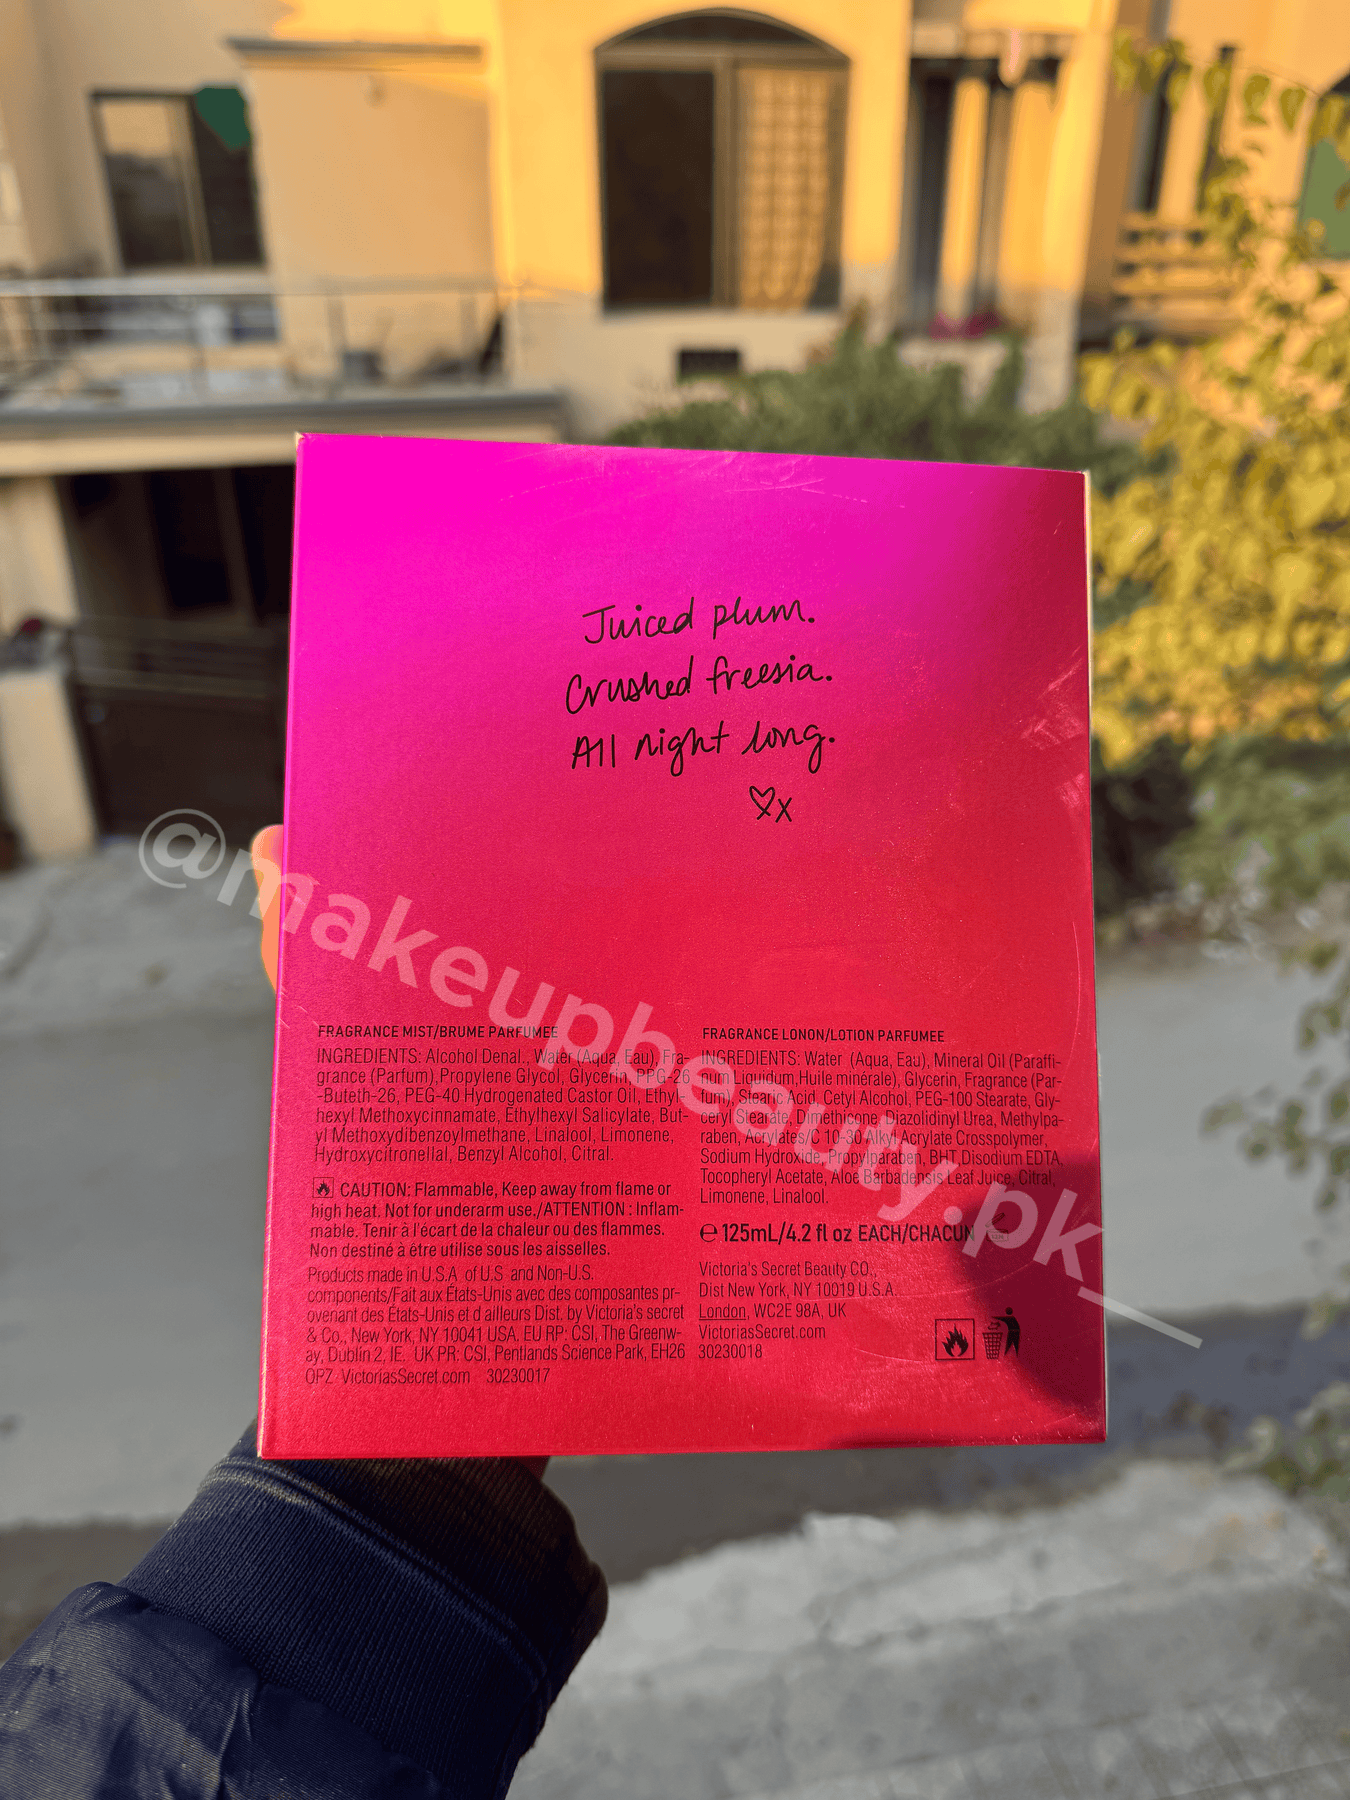 Juiced plum.
Crushed freesia.
All night long.
♡x
@makeupbeauty.pk_
FRAGRANCE MIST/BRUME PARFUMEE
INGREDIENTS: Alcohol Denal., Water (Aqua, Eau), Fra-
grance (Parfum),Propylene Glycol, Glycerin, PPG-26
-Buteth-26, PEG-40 Hydrogenated Castor Oil, Ethyl-
hexyl Methoxycinnamate, Ethylhexyl Salicylate, But-
yl Methoxydibenzoylmethane, Linalool, Limonene,
Hydroxycitronellal, Benzyl Alcohol, Citral.
CAUTION: Flammable, Keep away from flame or
high heat. Not for underarm use,/ATTENTION : Inflam-
mable. Tenir à l'écart de la chaleur ou des flammes.
Non destiné à étre utilise sous les aisselles.
Products made in U.S.A of U.S and Non-U.S.
components/Fait aux États-Unis avec des composantes pr-
ovenant des États-Unis et d ailleurs Dist. by Victoria's secret
& Co., New York, NY 10041 USA, EU RP: CSI, The Greenw-
ay, Dublin 2, IE. UK PR: CSI, Pentlands Science Park, EH26
OPZ VictoriasSecret.com 30230017
FRAGRANCE LONON/LOTION PARFUMEE
INGREDIENTS: Water (Aqua, Eau), Mineral Oil (Paraffi-
num Liquidum,Huile minérale), Glycerin, Fragrance (Par-
fum), Stearic Acid, Cetyl Alcohol, PEG-100 Stearate, Gly-
ceryl Stearate, Dimethicone, Diazolidinyl Urea, Methylpa-
raben, Acrylates/C 10-30 Alkyl Acrylate Crosspolymer,
Sodium Hydroxide, Propylparaben, BHT, Disodium EDTA,
Tocopheryl Acetate, Aloe Barbadensis Leaf Juice, Citral,
Limonene, Linalool.
℮ 125mL/4.2 fl oz EACH/CHACUN
Victoria's Secret Beauty CO.,
Dist New York, NY 10019 U.S.A.
London, WC2E 98A, UK
VictoriasSecret.com
30230018